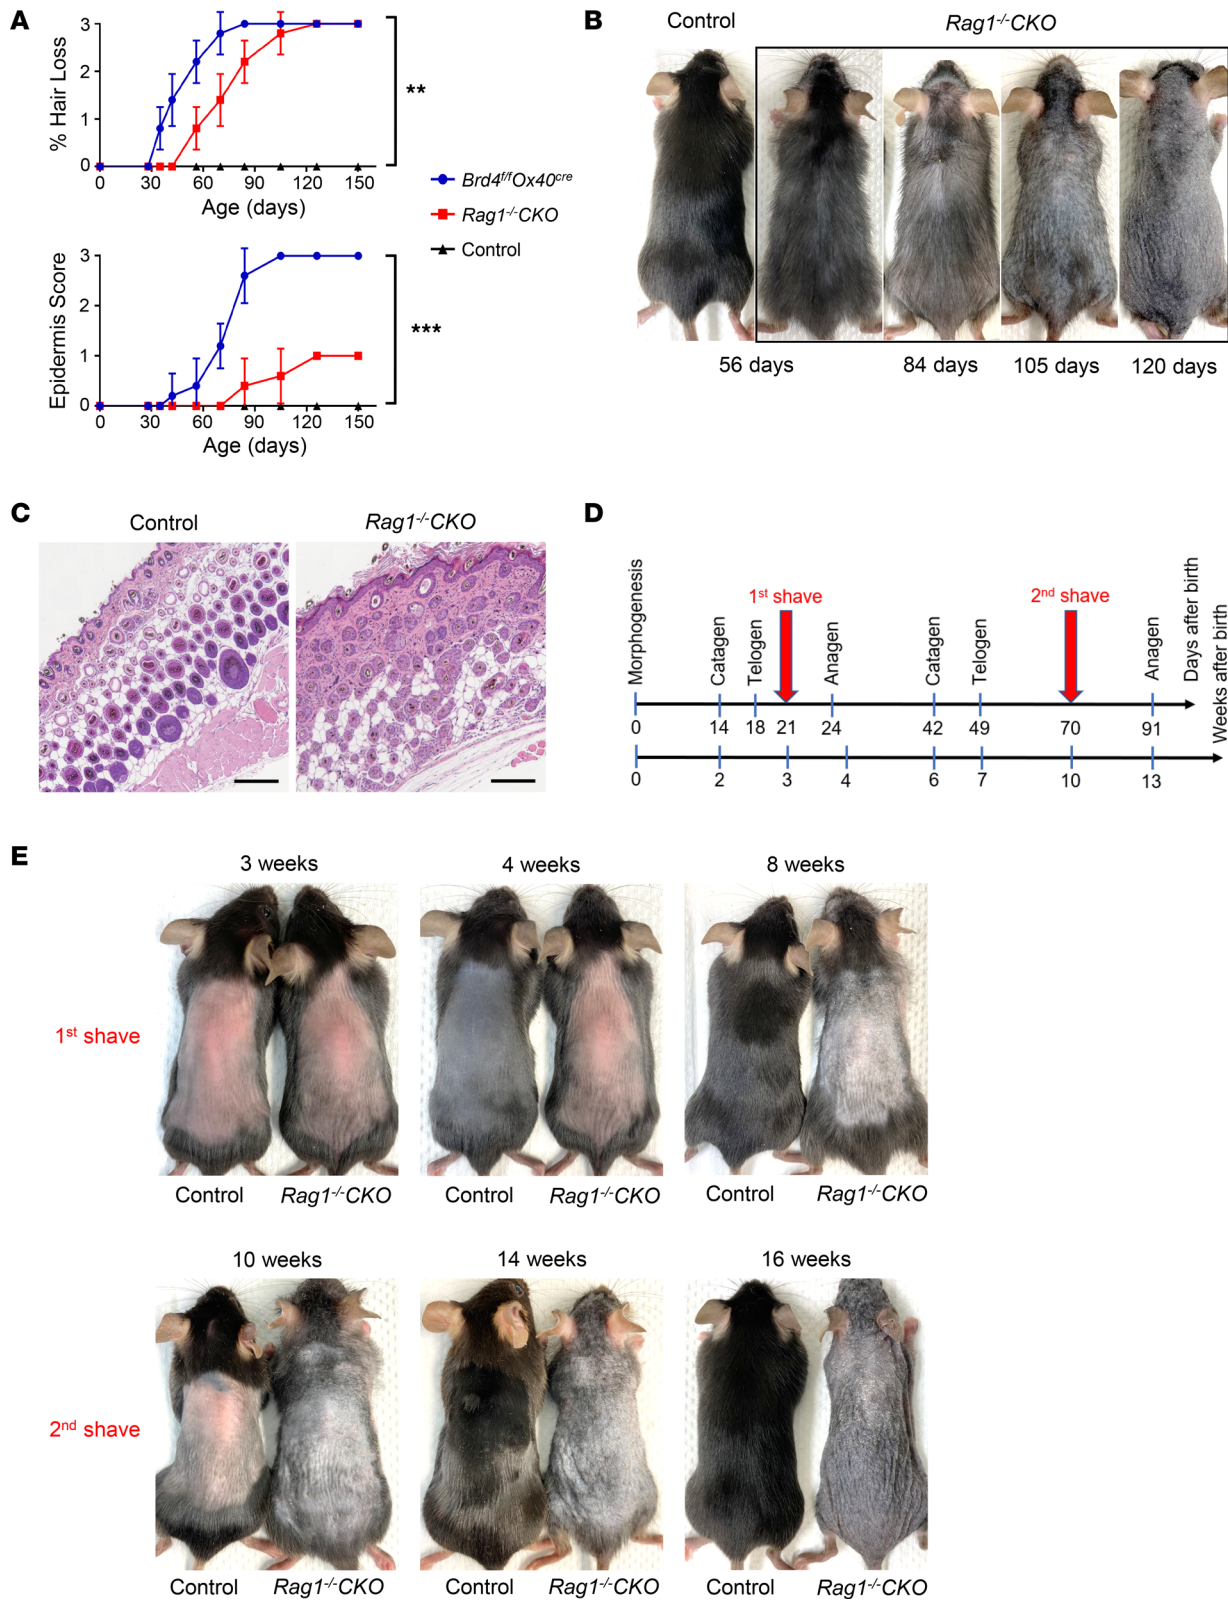 A
% Hair Loss
3
2
1
0
0 30 60 90 120 150
Age (days)
**
Brd4f/fOx40cre
Rag1-/-CKO
Control
Epidermis Score
3
2
1
0
0 30 60 90 120 150
Age (days)
***
B
Control Rag1-/-CKO
56 days 84 days 105 days 120 days
C
Control Rag1-/-CKO
D
Morphogenesis
Catagen
Telogen
1st shave
Anagen
Catagen
Telogen
2nd shave
Anagen
Days after birth
Weeks after birth
0 14 18 21 24 42 49 70 91
0 2 3 4 6 7 10 13
E
3 weeks 4 weeks 8 weeks
1st shave
Control Rag1-/-CKO Control Rag1-/-CKO Control Rag1-/-CKO
10 weeks 14 weeks 16 weeks
2nd shave
Control Rag1-/-CKO Control Rag1-/-CKO Control Rag1-/-CKO